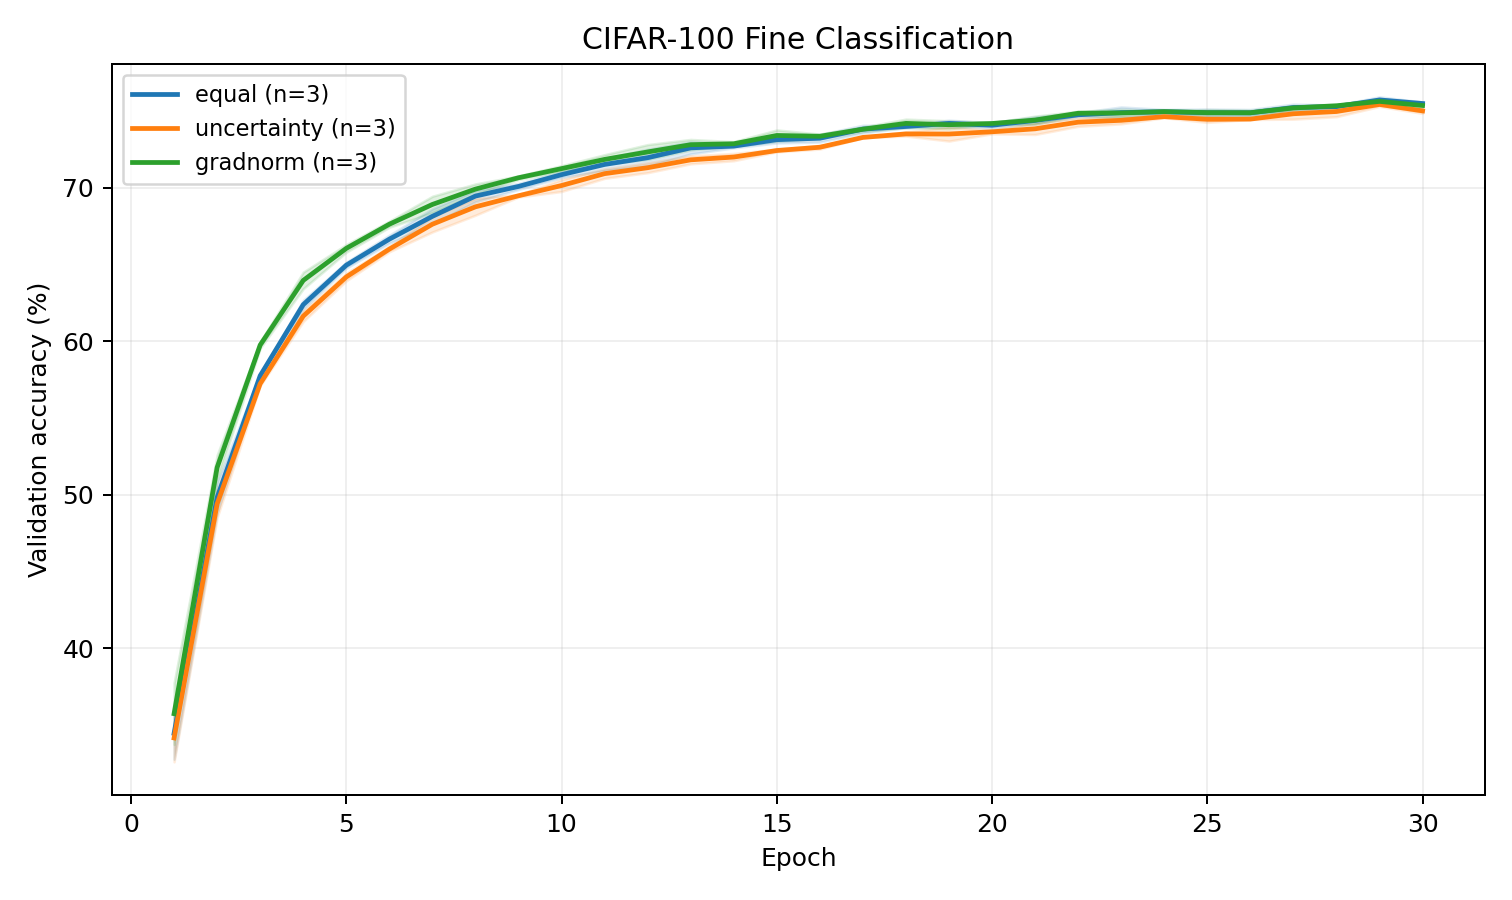 CIFAR-100 Fine Classification
equal (n=3)
uncertainty (n=3)
gradnorm (n=3)
Validation accuracy (%)
70
60
50
40
0 5 10 15 20 25 30
Epoch